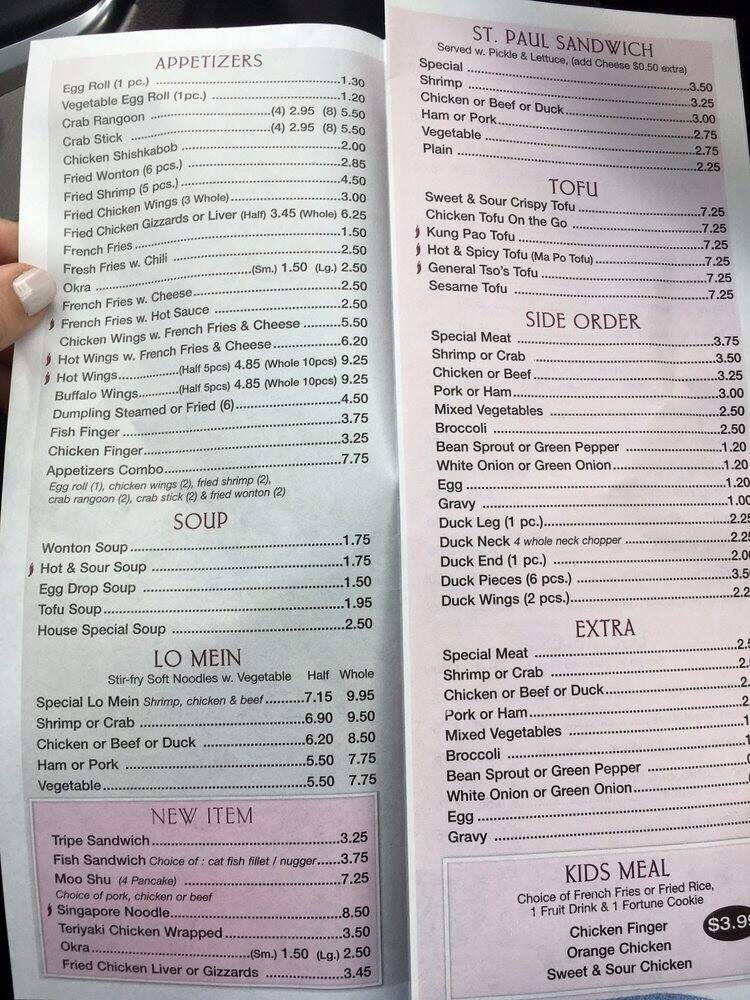 APPETIZERS
Egg Roll (1 pc.) ....1.30
Vegetable Egg Roll (1pc.) ....1.20
Crab Rangoon ....(4) 2.95 (8) 5.50
Crab Stick ....(4) 2.95 (8) 5.50
Chicken Shishkabob ....2.00
Fried Wonton (6 pcs.) ....2.85
Fried Shrimp (5 pcs.) ....4.50
Fried Chicken Wings (3 Whole) ....3.00
Fried Chicken Gizzards or Liver (Half) 3.45 (Whole) 6.25
French Fries ....1.50
Fresh Fries w. Chili ....2.50
Okra ....(Sm.) 1.50 (Lg.) 2.50
French Fries w. Cheese ....2.50
French Fries w. Hot Sauce ....2.50
Chicken Wings w. French Fries & Cheese ....5.50
Hot Wings w. French Fries & Cheese ....6.20
Hot Wings ....(Half 5pcs) 4.85 (Whole 10pcs) 9.25
Buffalo Wings ....(Half 5pcs) 4.85 (Whole 10pcs) 9.25
Dumpling Steamed or Fried (6) ....4.50
Fish Finger ....3.75
Chicken Finger ....3.25
Appetizers Combo ....7.75
Egg roll (1), chicken wings (2), fried shrimp (2),
crab rangoon (2), crab stick (2) & fried wonton (2)
SOUP
Wonton Soup ....1.75
Hot & Sour Soup ....1.75
Egg Drop Soup ....1.50
Tofu Soup ....1.95
House Special Soup ....2.50
LO MEIN
Stir-fry Soft Noodles w. Vegetable Half Whole
Special Lo Mein Shrimp, chicken & beef ....7.15 9.95
Shrimp or Crab ....6.90 9.50
Chicken or Beef or Duck ....6.20 8.50
Ham or Pork ....5.50 7.75
Vegetable ....5.50 7.75
NEW ITEM
Tripe Sandwich ....3.25
Fish Sandwich Choice of : cat fish fillet / nugger ....3.75
Moo Shu (4 Pancake) ....7.25
Choice of pork, chicken or beef
Singapore Noodle ....8.50
Teriyaki Chicken Wrapped ....3.50
Okra ....(Sm.) 1.50 (Lg.) 2.50
Fried Chicken Liver or Gizzards ....3.45
ST. PAUL SANDWICH
Served w. Pickle & Lettuce, (add Cheese $0.50 extra)
Special ....3.50
Shrimp ....3.25
Chicken or Beef or Duck ....3.00
Ham or Pork ....2.75
Vegetable ....2.75
Plain ....2.25
TOFU
Sweet & Sour Crispy Tofu ....7.25
Chicken Tofu On the Go ....7.25
Kung Pao Tofu ....7.25
Hot & Spicy Tofu (Ma Po Tofu) ....7.25
General Tso's Tofu ....7.25
Sesame Tofu ....7.25
SIDE ORDER
Special Meat ....3.75
Shrimp or Crab ....3.50
Chicken or Beef ....3.25
Pork or Ham ....3.00
Mixed Vegetables ....2.50
Broccoli ....2.50
Bean Sprout or Green Pepper ....1.20
White Onion or Green Onion ....1.20
Egg ....1.20
Gravy ....1.00
Duck Leg (1 pc.) ....2.25
Duck Neck 4 whole neck chopper ....2.25
Duck End (1 pc.) ....2.00
Duck Pieces (6 pcs.) ....3.5
Duck Wings (2 pcs.) ....2.2
EXTRA
Special Meat ....2.
Shrimp or Crab ....2.
Chicken or Beef or Duck ....2.
Pork or Ham ....2
Mixed Vegetables ....1
Broccoli
Bean Sprout or Green Pepper
White Onion or Green Onion
Egg
Gravy
KIDS MEAL
Choice of French Fries or Fried Rice,
1 Fruit Drink & 1 Fortune Cookie
Chicken Finger
Orange Chicken
Sweet & Sour Chicken
$3.99